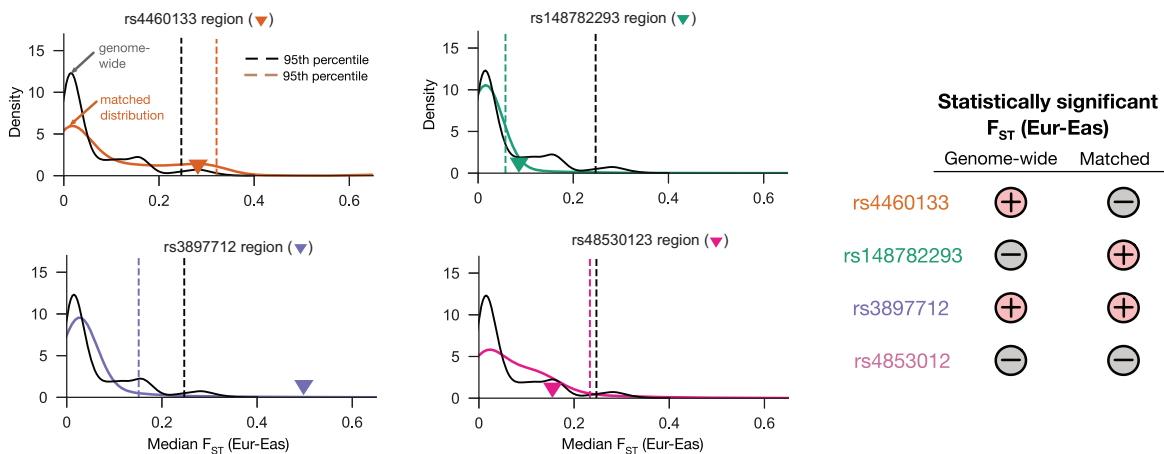 rs4460133 region (▼)
15
10
5
0
Density
genome-
wide
matched
distribution
95th percentile
95th percentile
0
0.2
0.4
0.6
rs148782293 region (▼)
15
10
5
0
0
0.2
0.4
0.6
rs3897712 region (▼)
15
10
5
0
Density
0
0.2
0.4
0.6
Median FST (Eur-Eas)
rs48530123 region (▼)
15
10
5
0
0
0.2
0.4
0.6
Median FST (Eur-Eas)
Statistically significant
FST (Eur-Eas)
Genome-wide Matched
rs4460133 + −
rs148782293 − +
rs3897712 + +
rs4853012 − −